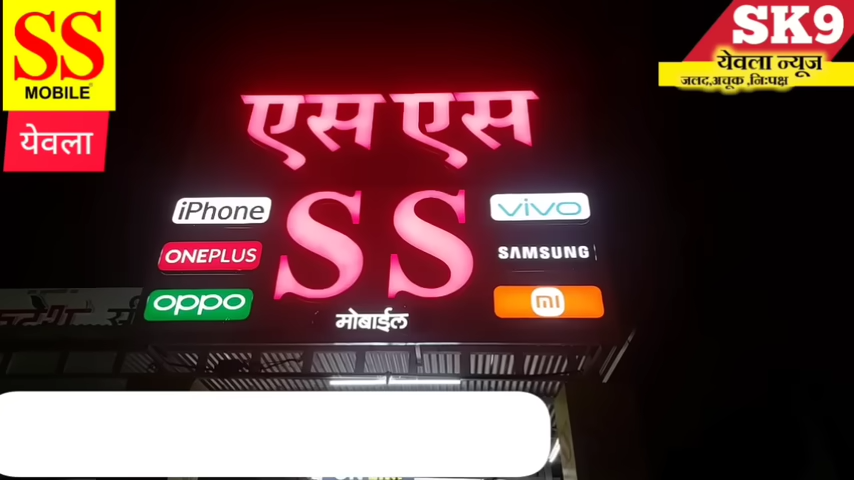 SS
MOBILE
येवला
SK9
येवला न्यूज
जलद,अचूक ,नि:पक्ष
एस एस
SS
iPhone
ONEPLUS
oppo
vivo
SAMSUNG
mi
मोबाईल